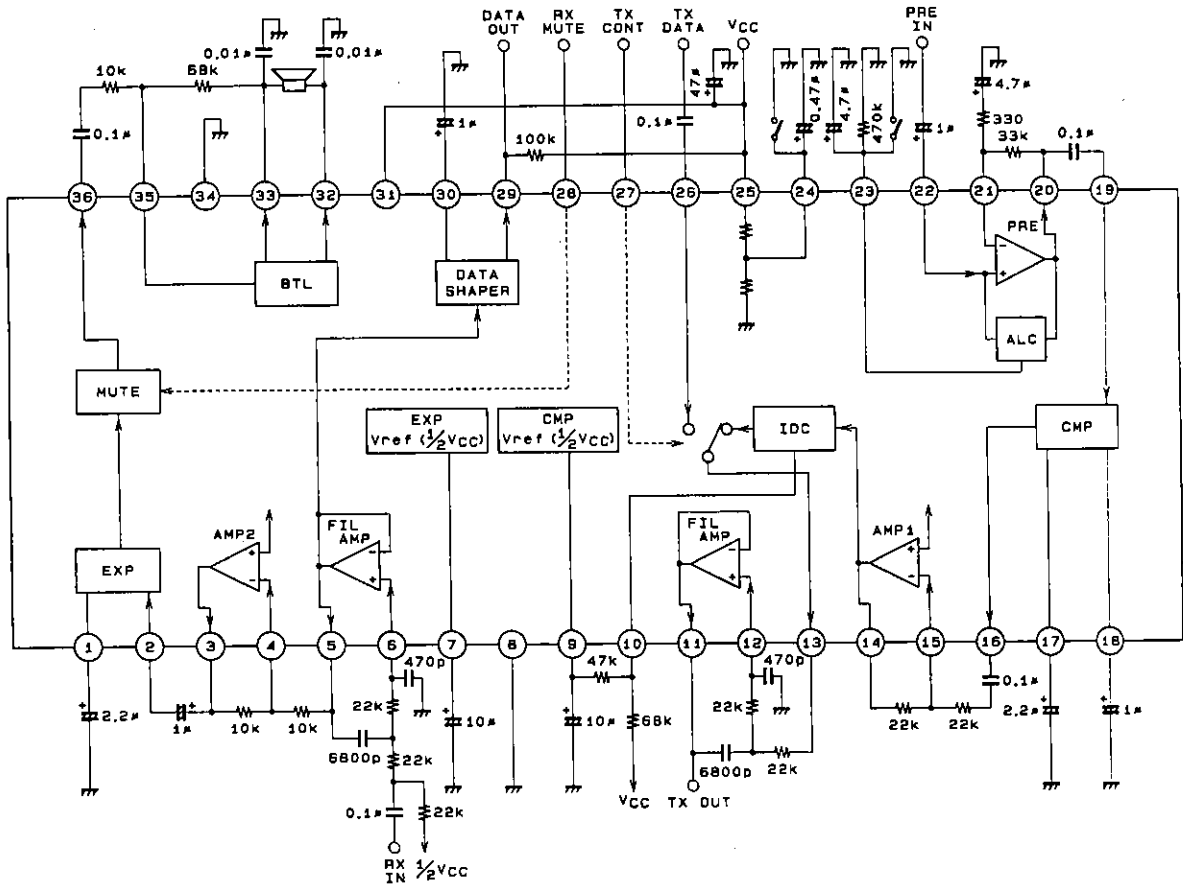 DATA OUT
RX MUTE
TX CONT
TX DATA
VCC
PRE IN
0.01μ
0.01μ
10k
68k
0.1μ
1μ
100k
47μ
0.1μ
0.47μ
4.7μ
470k
1μ
4.7μ
330
33k
0.1μ
36
35
34
33
32
31
30
29
28
27
26
25
24
23
22
21
20
19
BTL
DATA SHAPER
PRE
ALC
MUTE
EXP
Vref (1/2VCC)
CMP
Vref (1/2VCC)
IDC
CMP
EXP
AMP2
FIL AMP
FIL AMP
AMP1
1
2
3
4
5
6
7
8
9
10
11
12
13
14
15
16
17
18
2.2μ
1μ
10k
10k
6800p
470p
22k
22k
0.1μ
22k
RX IN
1/2VCC
10μ
10μ
47k
68k
VCC
TX OUT
6800p
22k
22k
470p
22k
22k
0.1μ
2.2μ
1μ